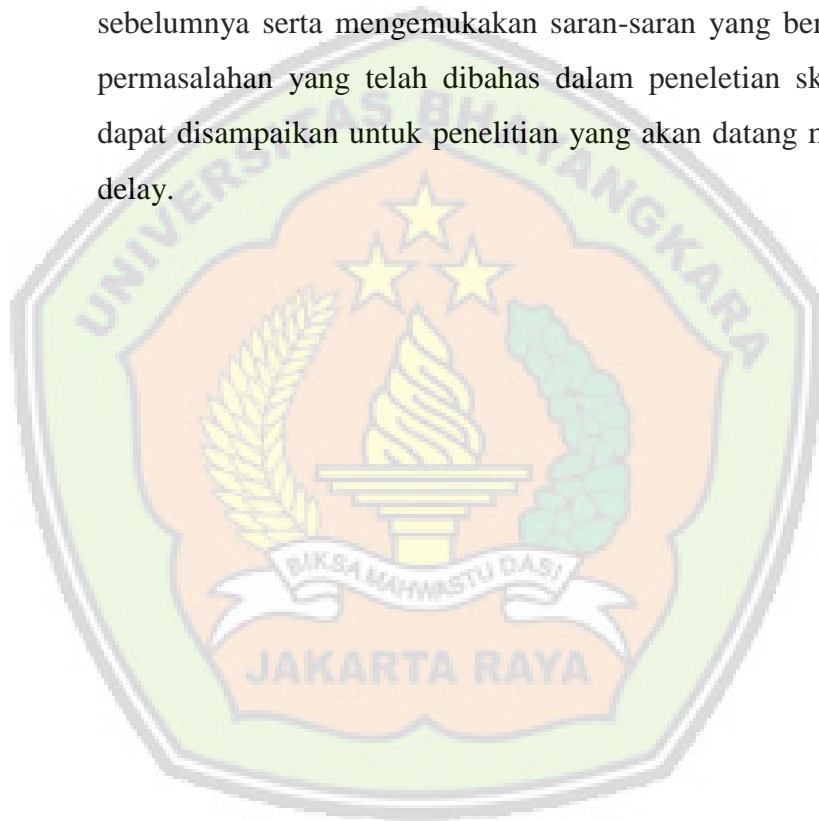 sebelumnya serta mengemukakan saran-saran yang ber
permasalahan yang telah dibahas dalam peneletian sk
dapat disampaikan untuk penelitian yang akan datang m
delay.
UNIVERSITAS BHAYANGKARA
BIKSA MAHWASTU DASI
JAKARTA RAYA